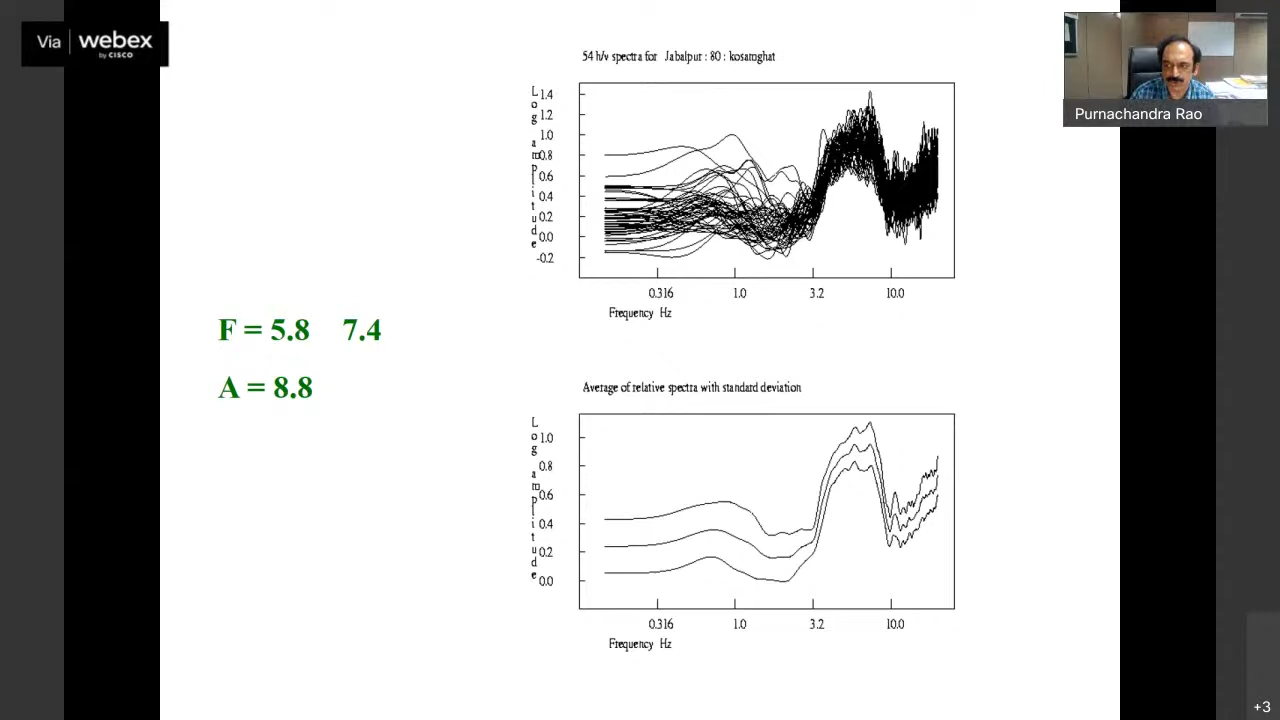 Via webex
by CISCO
54 h/v spectra for Jabalpur : 80 : kosamghat
Log amplitude
1.4
1.2
1.0
0.8
0.6
0.4
0.2
0.0
-0.2
0.316 1.0 3.2 10.0
Frequency Hz
Purnachandra Rao
F = 5.8 7.4
A = 8.8
Average of relative spectra with standard deviation
Log amplitude
1.0
0.8
0.6
0.4
0.2
0.0
0.316 1.0 3.2 10.0
Frequency Hz
+3